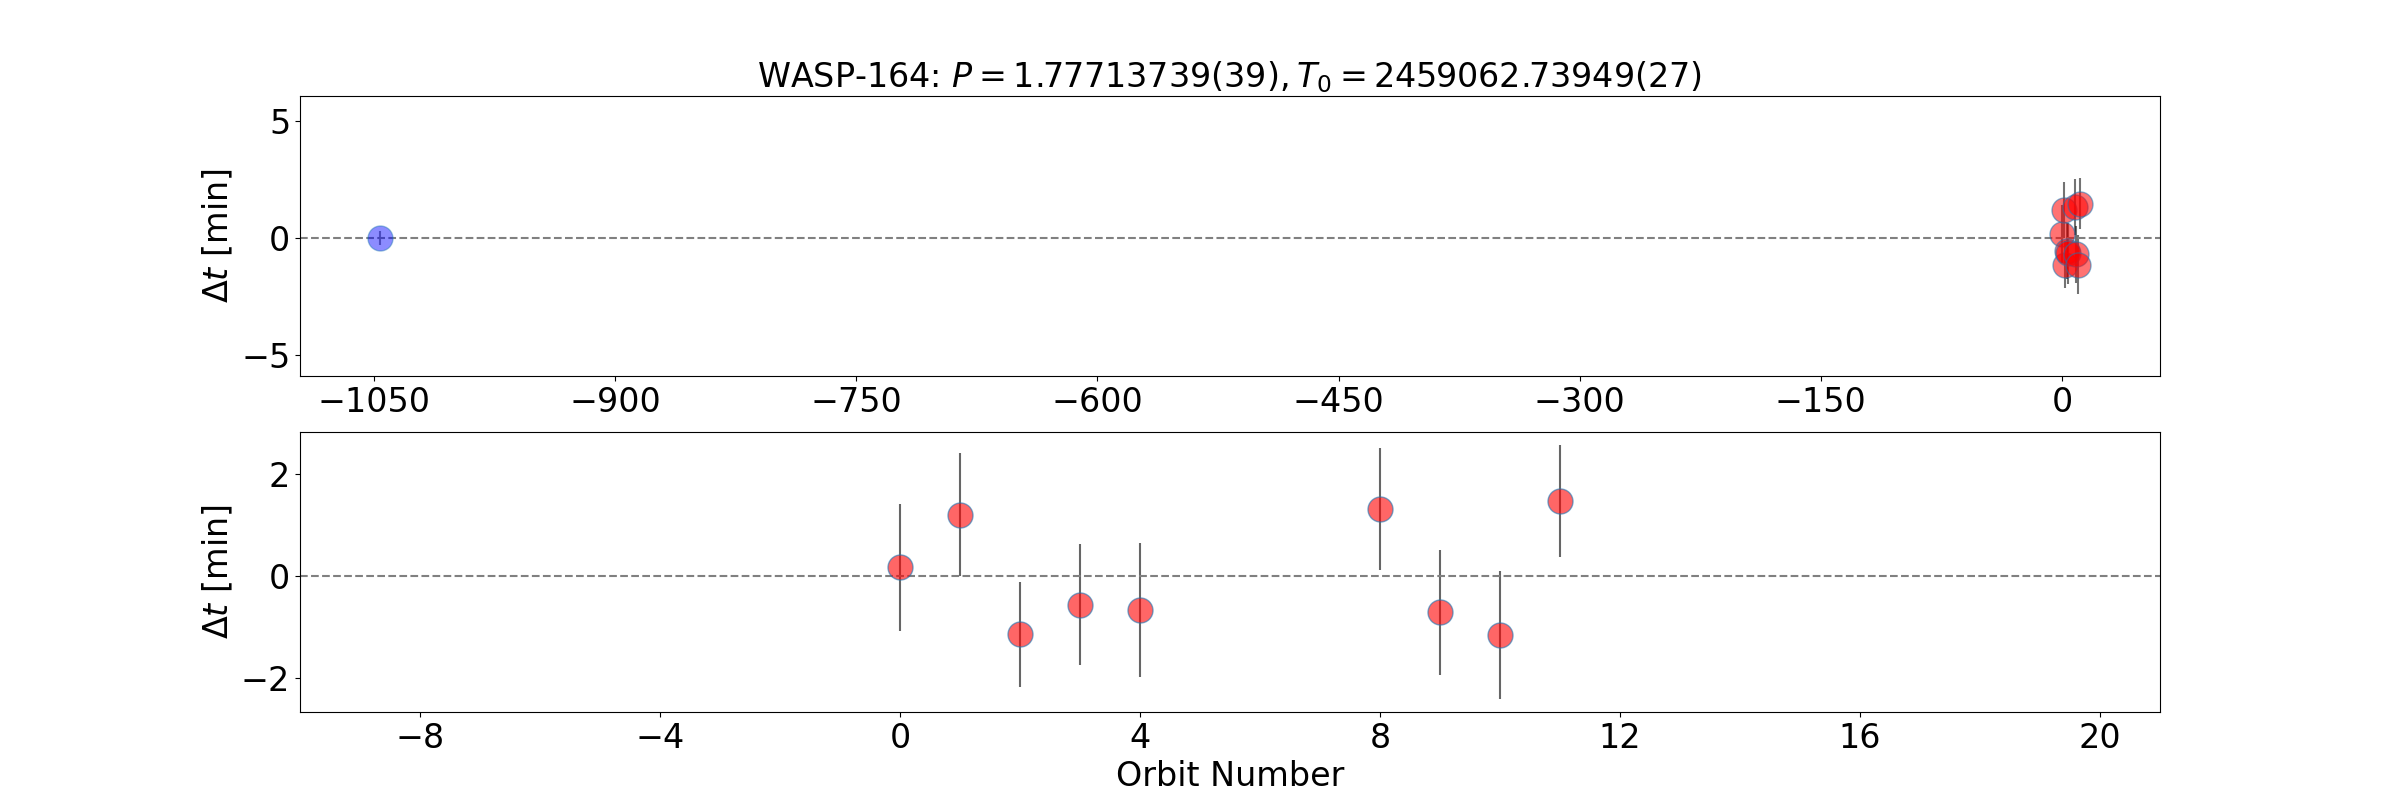 WASP-164: P = 1.77713739(39), T₀ = 2459062.73949(27)
Δt [min]
5
0
−5
−1050 −900 −750 −600 −450 −300 −150 0
Δt [min]
2
0
−2
−8 −4 0 4 8 12 16 20
Orbit Number